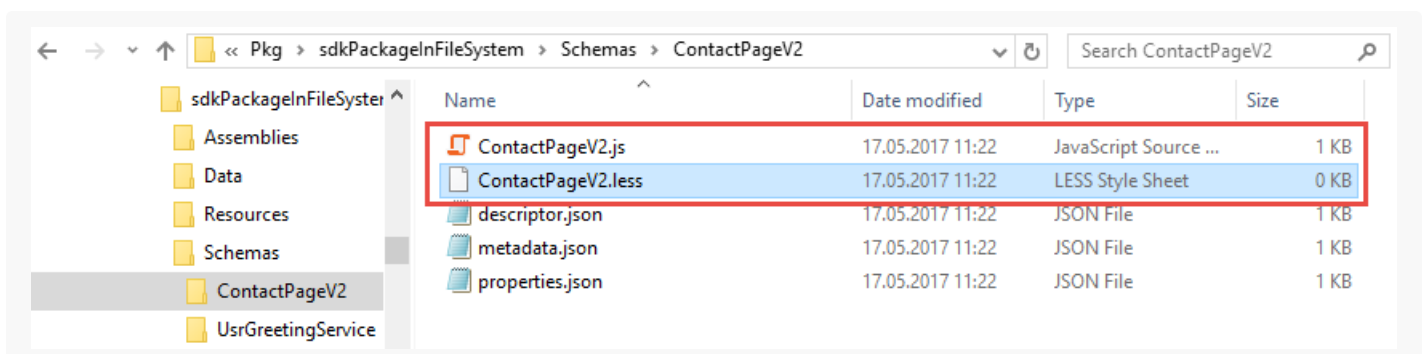 « Pkg > sdkPackageInFileSystem > Schemas > ContactPageV2 Search ContactPageV2
sdkPackageInFileSyster Name Date modified Type Size
Assemblies ContactPageV2.js 17.05.2017 11:22 JavaScript Source ... 1 KB
Data ContactPageV2.less 17.05.2017 11:22 LESS Style Sheet 0 KB
Resources descriptor.json 17.05.2017 11:22 JSON File 1 KB
Schemas metadata.json 17.05.2017 11:22 JSON File 1 KB
ContactPageV2 properties.json 17.05.2017 11:22 JSON File 1 KB
UsrGreetingService